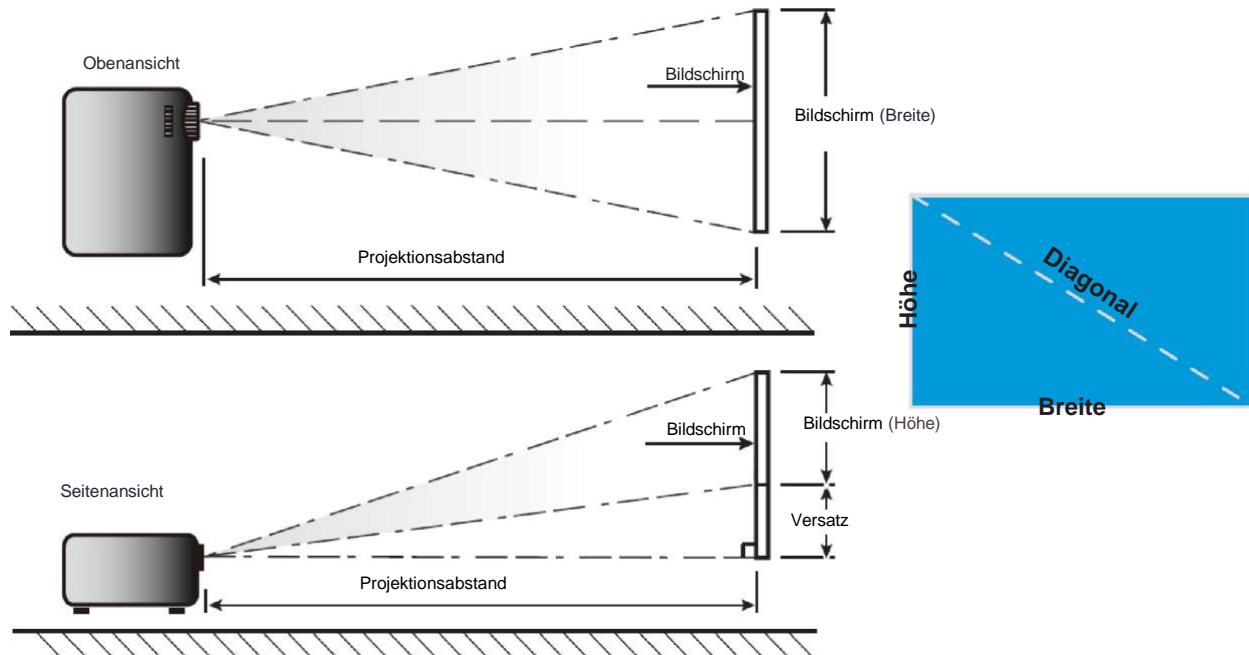 Obenansicht
Bildschirm
Bildschirm (Breite)
Projektionsabstand
Höhe
Diagonal
Breite
Bildschirm
Bildschirm (Höhe)
Seitenansicht
Versatz
Projektionsabstand